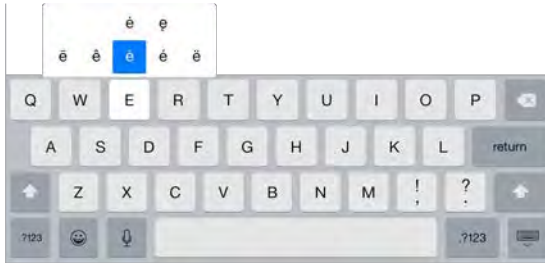 ė ę
ē ê è é ë
Q W E R T Y U I O P
A S D F G H J K L return
Z X C V B N M ! , ? .
.?123 .?123